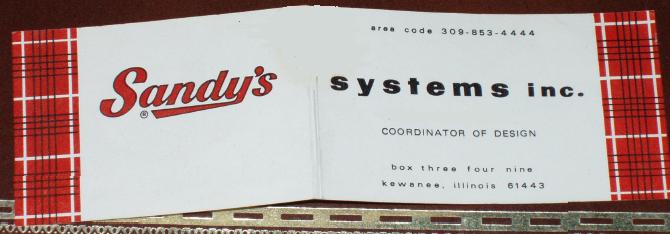 Sandy's
®
area code 309-853-4444
systems inc.
COORDINATOR OF DESIGN
box three four nine
kewanee, illinois 61443